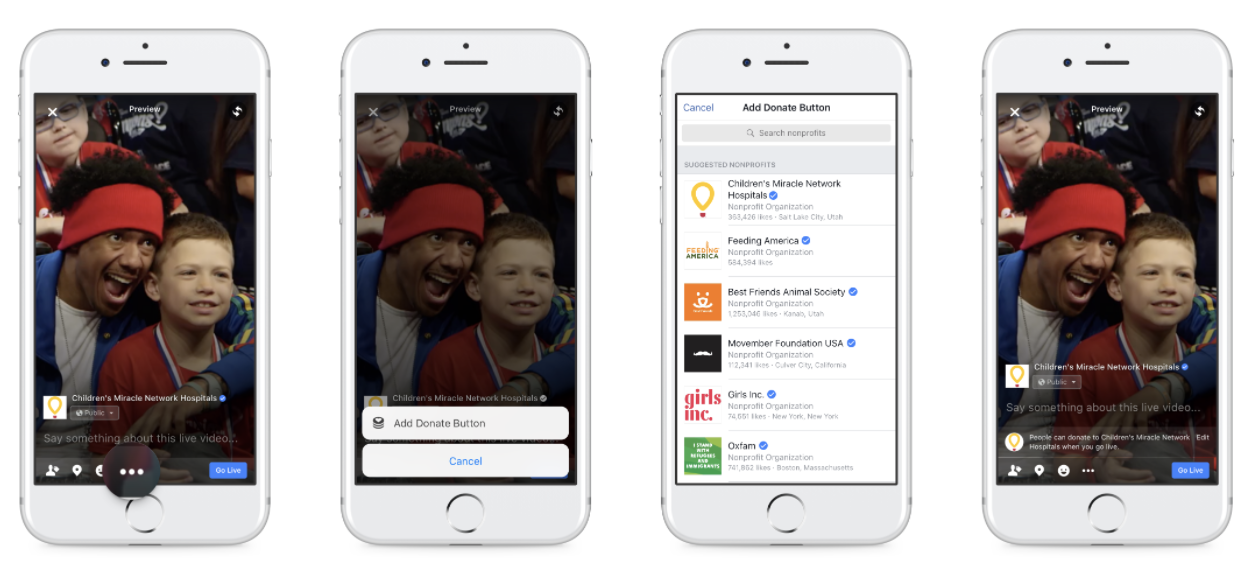 Preview
Children's Miracle Network Hospitals
Public
Say something about this live video...
Go Live
Preview
Children's Miracle Network Hospitals
Add Donate Button
Cancel
Cancel
Add Donate Button
Search nonprofits
SUGGESTED NONPROFITS
Children's Miracle Network
Hospitals
Nonprofit Organization
353,426 likes · Salt Lake City, Utah
FEEDING
AMERICA
Feeding America
Nonprofit Organization
584,394 likes
Best Friends Animal Society
Nonprofit Organization
1,253,046 likes · Kanab, Utah
Movember Foundation USA
Nonprofit Organization
112,341 likes · Culver City, California
girls
inc.
Girls Inc.
Nonprofit Organization
74,651 likes · New York, New York
I STAND
WITH
REFUGEES
AND
IMMIGRANTS
Oxfam
Nonprofit Organization
741,862 likes · Boston, Massachusetts
Preview
Children's Miracle Network Hospitals
Public
Say something about this live video...
People can donate to Children's Miracle Network
Hospitals when you go live.
Edit
Go Live